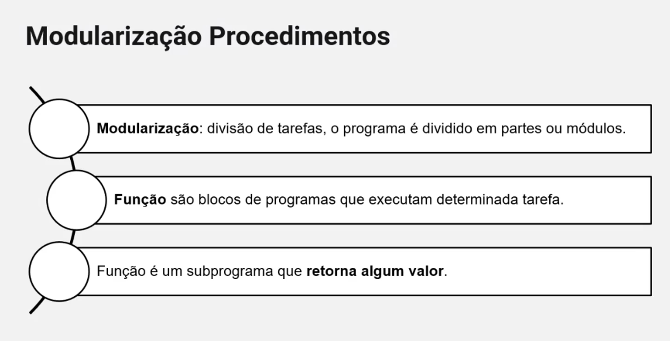 Modularização Procedimentos
Modularização: divisão de tarefas, o programa é dividido em partes ou módulos.
Função são blocos de programas que executam determinada tarefa.
Função é um subprograma que retorna algum valor.